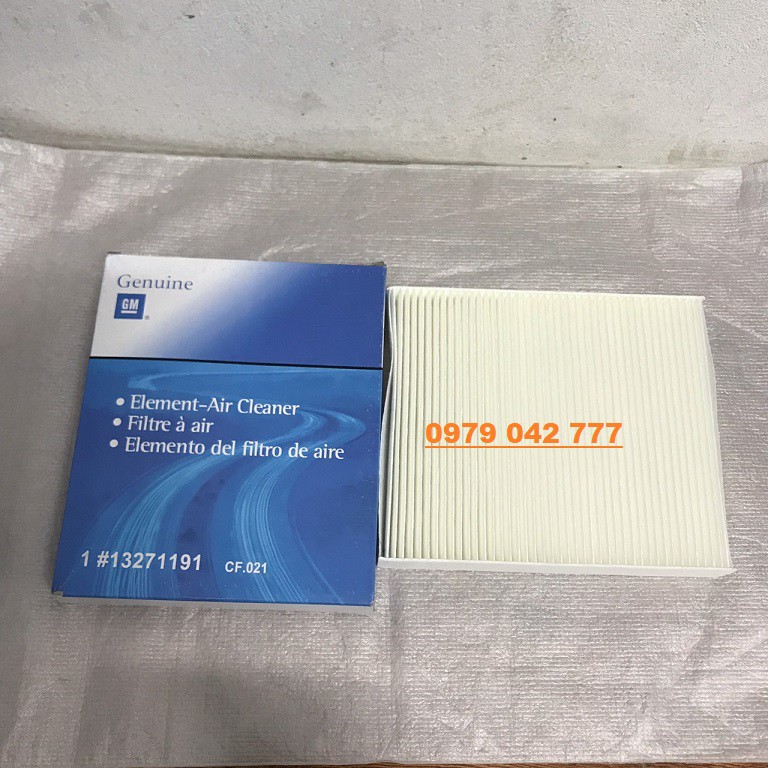 Genuine
GM
®
• Element-Air Cleaner
• Filtre à air
• Elemento del filtro de aire
1 #13271191 CF.021
0979 042 777